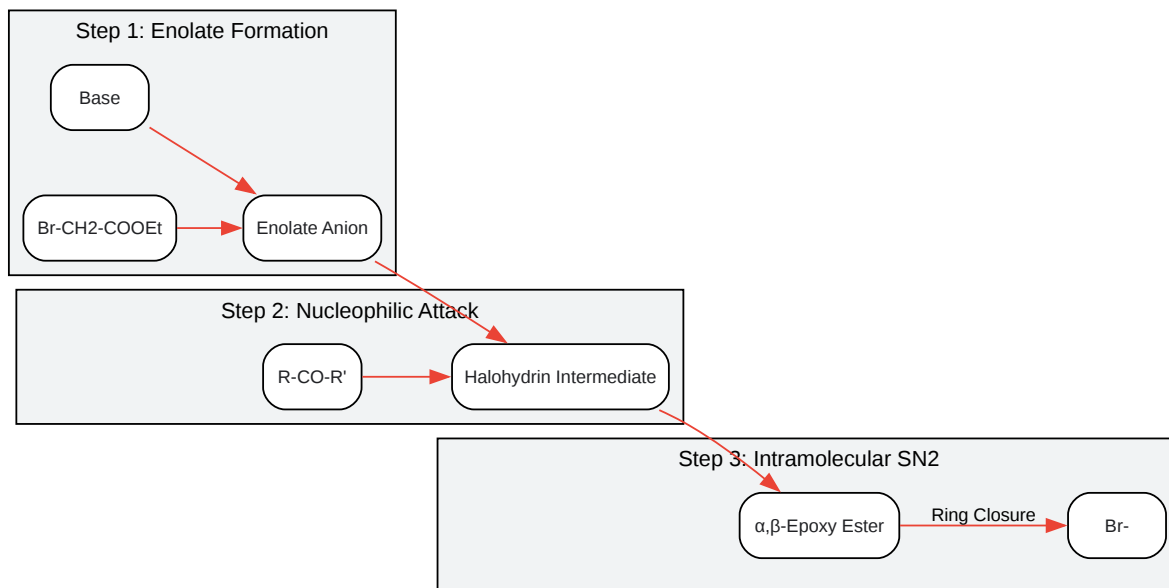 Step 1: Enolate Formation
Base
Br-CH2-COOEt
Enolate Anion
Step 2: Nucleophilic Attack
R-CO-R'
Halohydrin Intermediate
Step 3: Intramolecular SN2
α,β-Epoxy Ester
Ring Closure
Br-